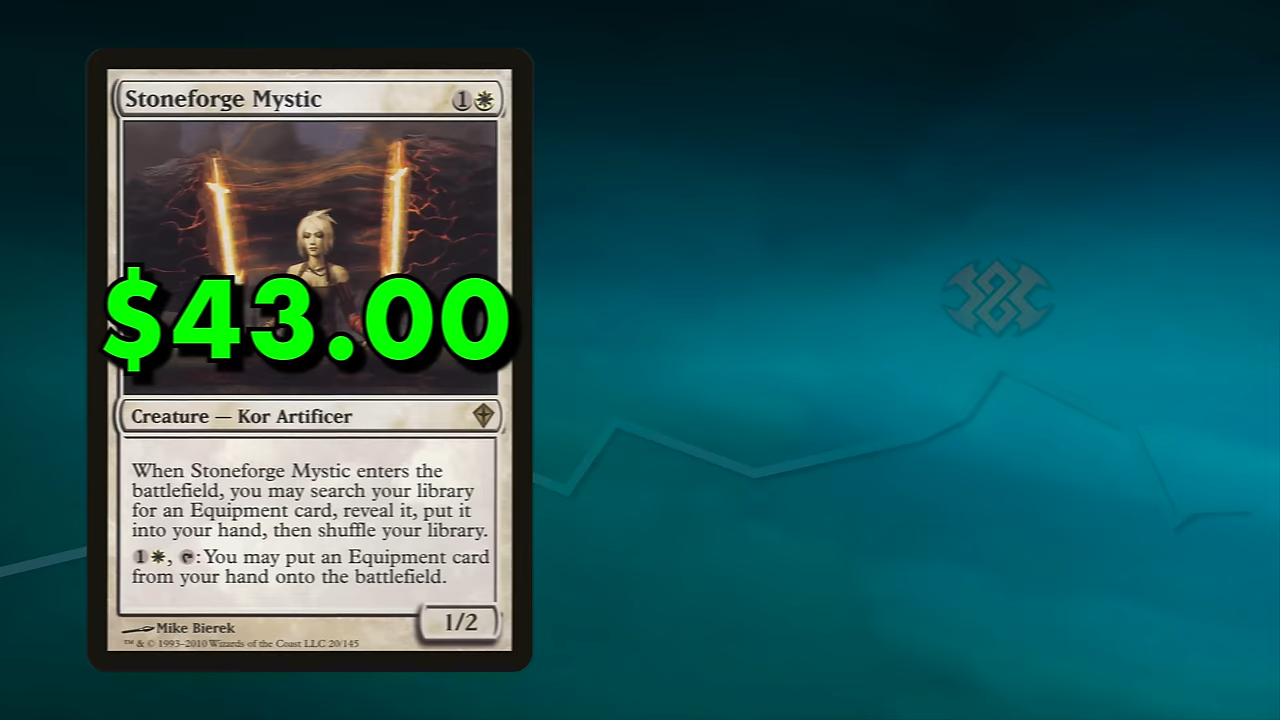 Stoneforge Mystic 1
$43.00
Creature — Kor Artificer
When Stoneforge Mystic enters the
battlefield, you may search your library
for an Equipment card, reveal it, put it
into your hand, then shuffle your library.
1, : You may put an Equipment card
from your hand onto the battlefield.
1/2
Mike Bierek
™ & © 1993–2010 Wizards of the Coast LLC 20/145